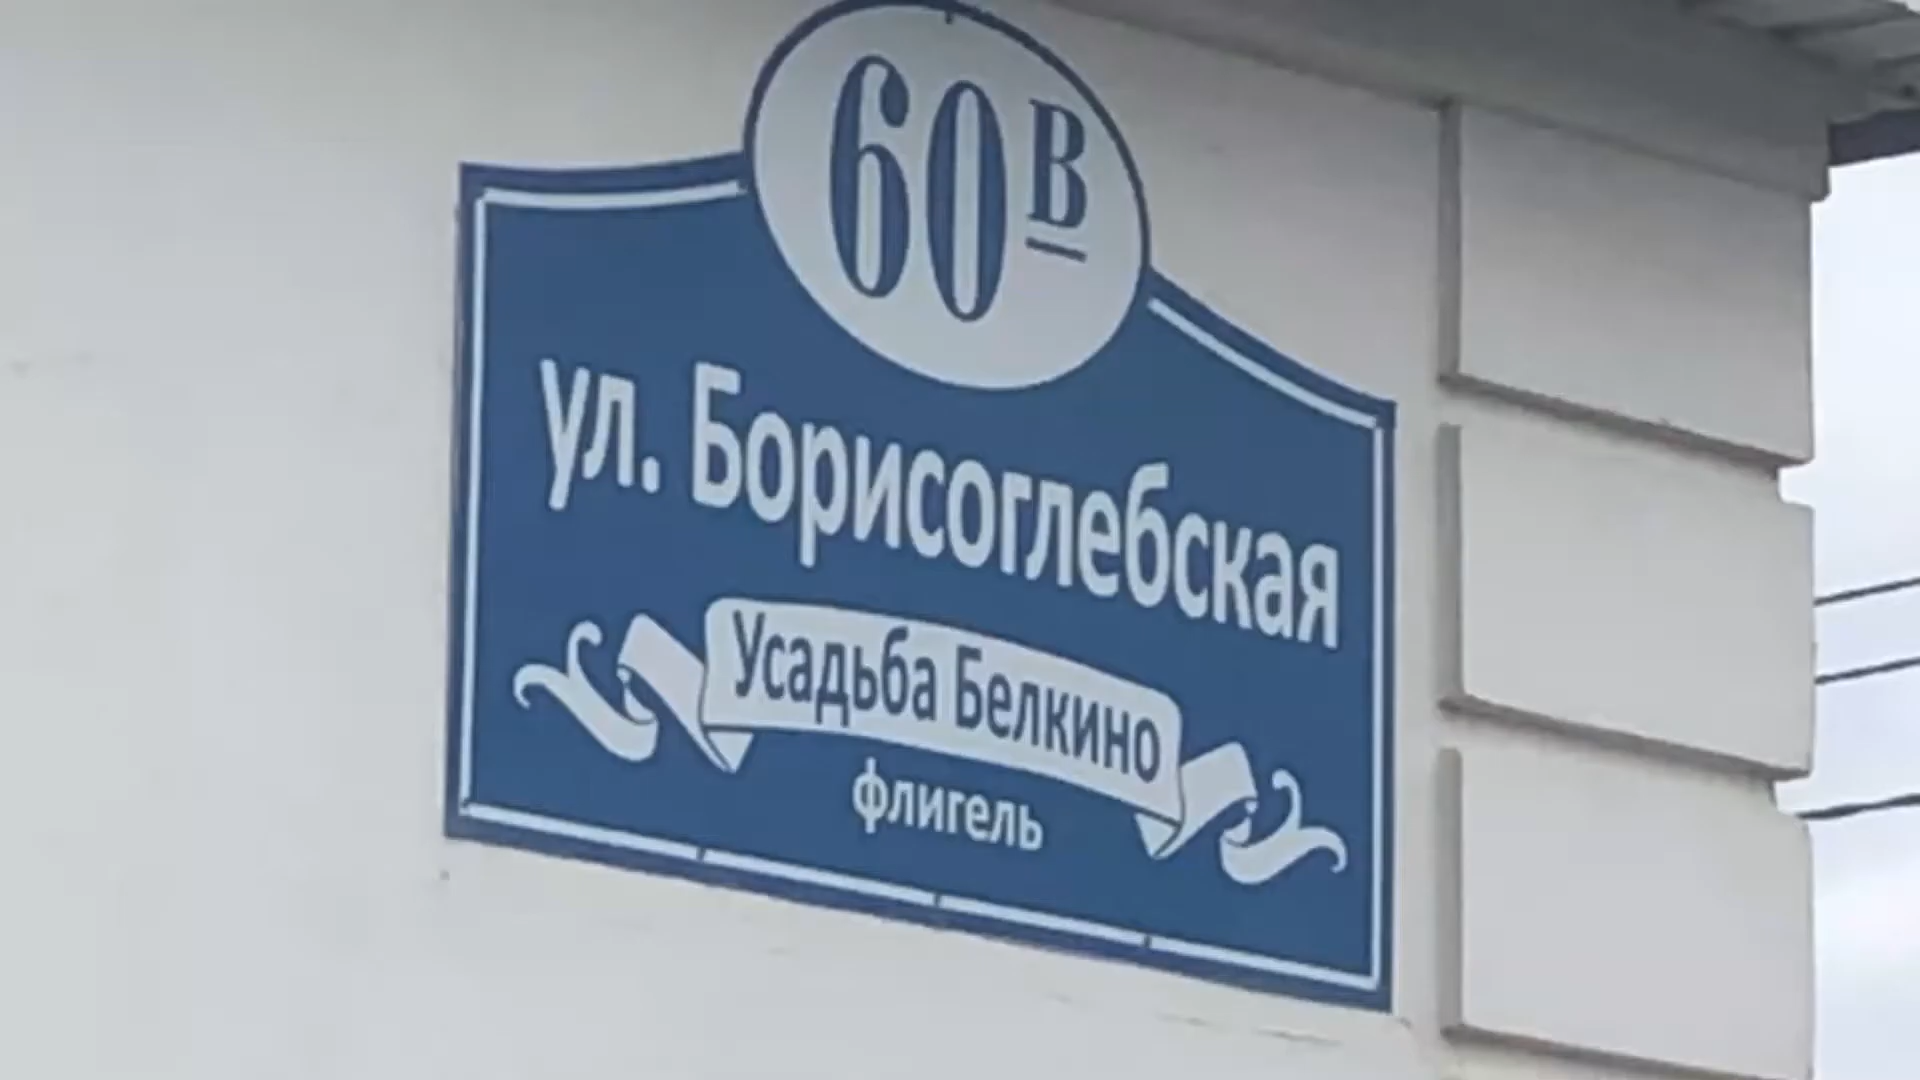 60В
ул. Борисоглебская
Усадьба Белкино
флигель